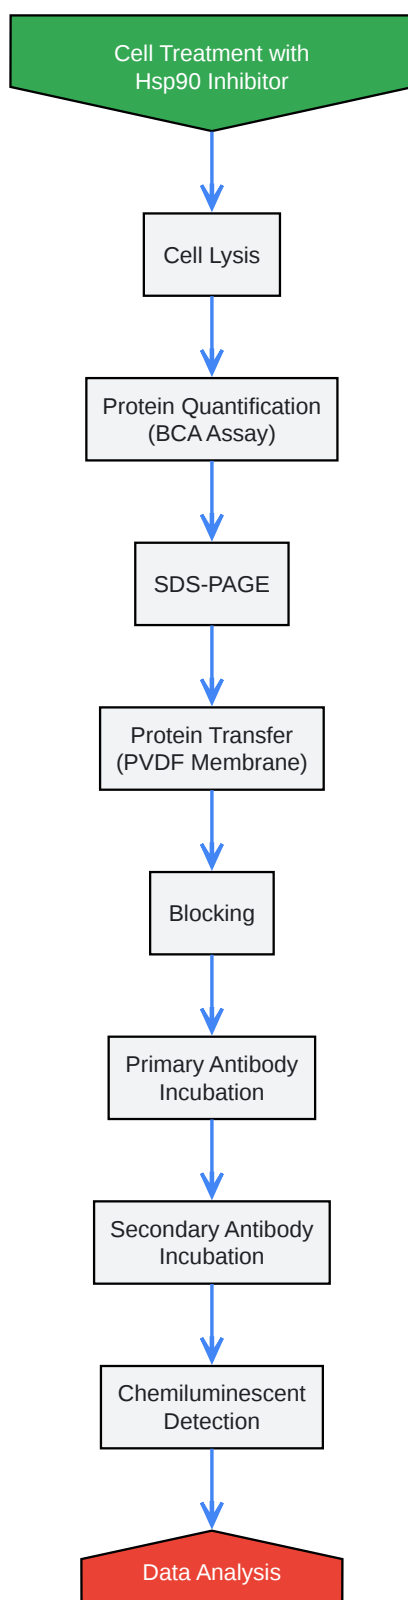 Cell Treatment with
Hsp90 Inhibitor
Cell Lysis
Protein Quantification
(BCA Assay)
SDS-PAGE
Protein Transfer
(PVDF Membrane)
Blocking
Primary Antibody
Incubation
Secondary Antibody
Incubation
Chemiluminescent
Detection
Data Analysis